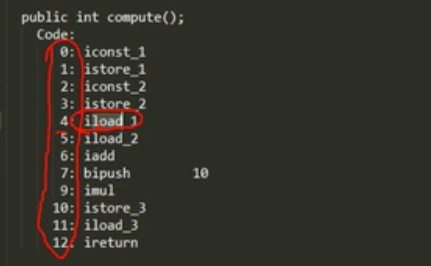 public int compute();
Code:
0: iconst_1
1: istore_1
2: iconst_2
3: istore_2
4: iload_1
5: iload_2
6: iadd
7: bipush 10
9: imul
10: istore_3
11: iload_3
12: ireturn